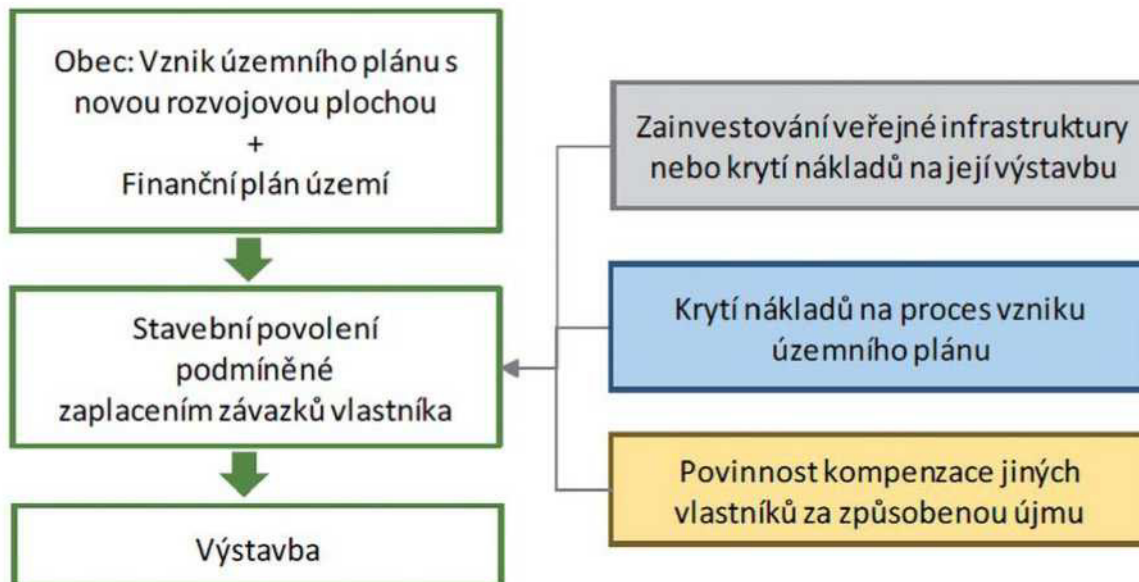 Obec: Vznik územního plánu s
novou rozvojovou plochou
+
Finanční plán území
Stavební povolení
podmíněné
zaplacením závazků vlastníka
Výstavba
Zainvestování veřejné infrastruktury
nebo krytí nákladů na její výstavbu
Krytí nákladů na proces vzniku
územního plánu
Povinnost kompenzace jiných
vlastníků za způsobenou újmu